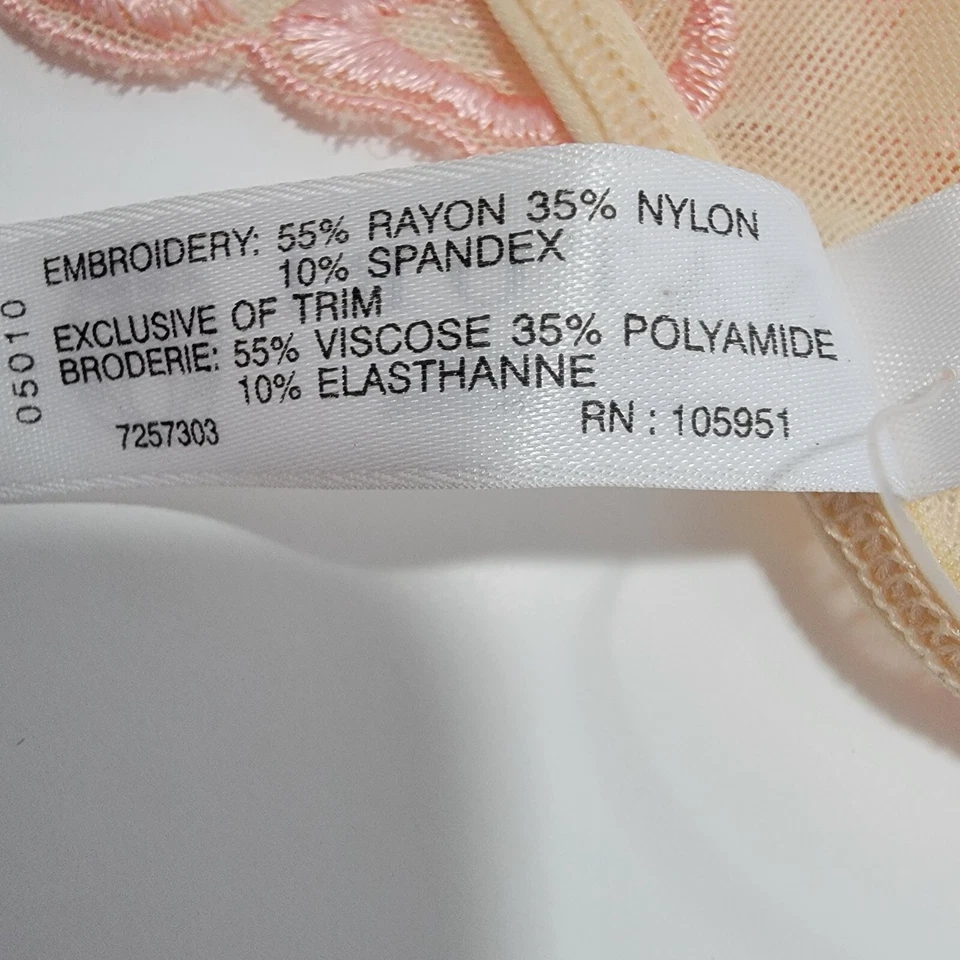 EMBROIDERY: 55% RAYON 35% NYLON
10% SPANDEX
EXCLUSIVE OF TRIM
BRODERIE: 55% VISCOSE 35% POLYAMIDE
10% ELASTHANNE
7257303 RN : 105951
05010